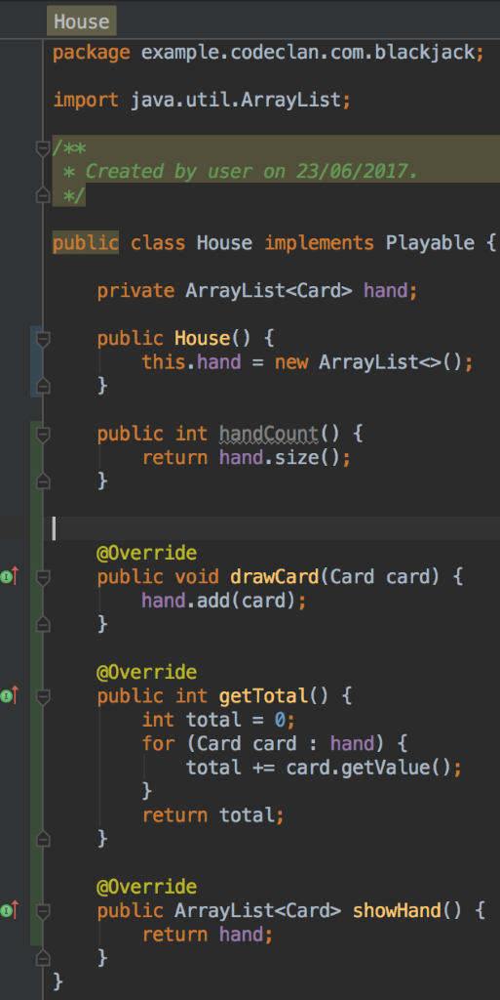 House
package example.codeclan.com.blackjack;
import java.util.ArrayList;
/**
 * Created by user on 23/06/2017.
 */
public class House implements Playable {
    private ArrayList<Card> hand;
    public House() {
        this.hand = new ArrayList<>();
    }
    public int handCount() {
        return hand.size();
    }
    @Override
    public void drawCard(Card card) {
        hand.add(card);
    }
    @Override
    public int getTotal() {
        int total = 0;
        for (Card card : hand) {
            total += card.getValue();
        }
        return total;
    }
    @Override
    public ArrayList<Card> showHand() {
        return hand;
    }
}